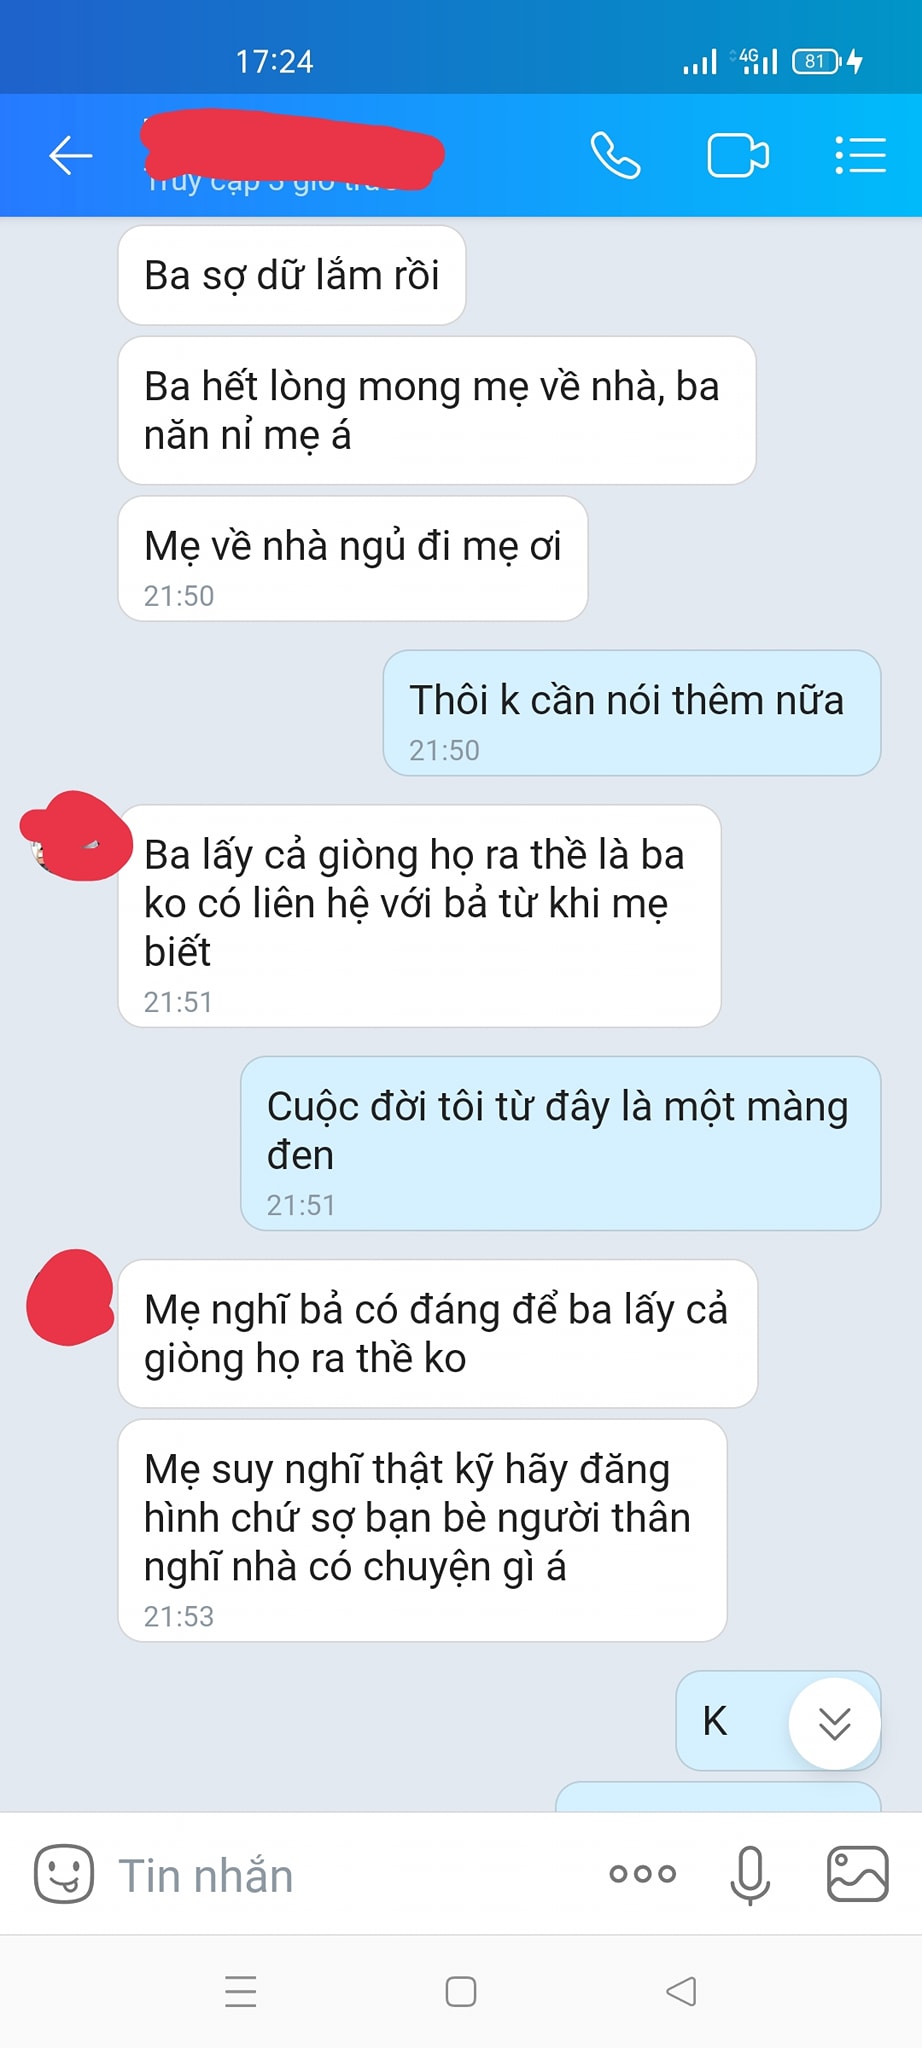 17:24
4G
81
Truy cập 3 giờ
Ba sợ dữ lắm rồi
Ba hết lòng mong mẹ về nhà, ba
năn nỉ mẹ á
Mẹ về nhà ngủ đi mẹ ơi
21:50
Thôi k cần nói thêm nữa
21:50
Ba lấy cả giòng họ ra thề là ba
ko có liên hệ với bả từ khi mẹ
biết
21:51
Cuộc đời tôi từ đây là một màng
đen
21:51
Mẹ nghĩ bả có đáng để ba lấy cả
giòng họ ra thề ko
Mẹ suy nghĩ thật kỹ hãy đăng
hình chứ sợ bạn bè người thân
nghĩ nhà có chuyện gì á
21:53
K
Tin nhắn